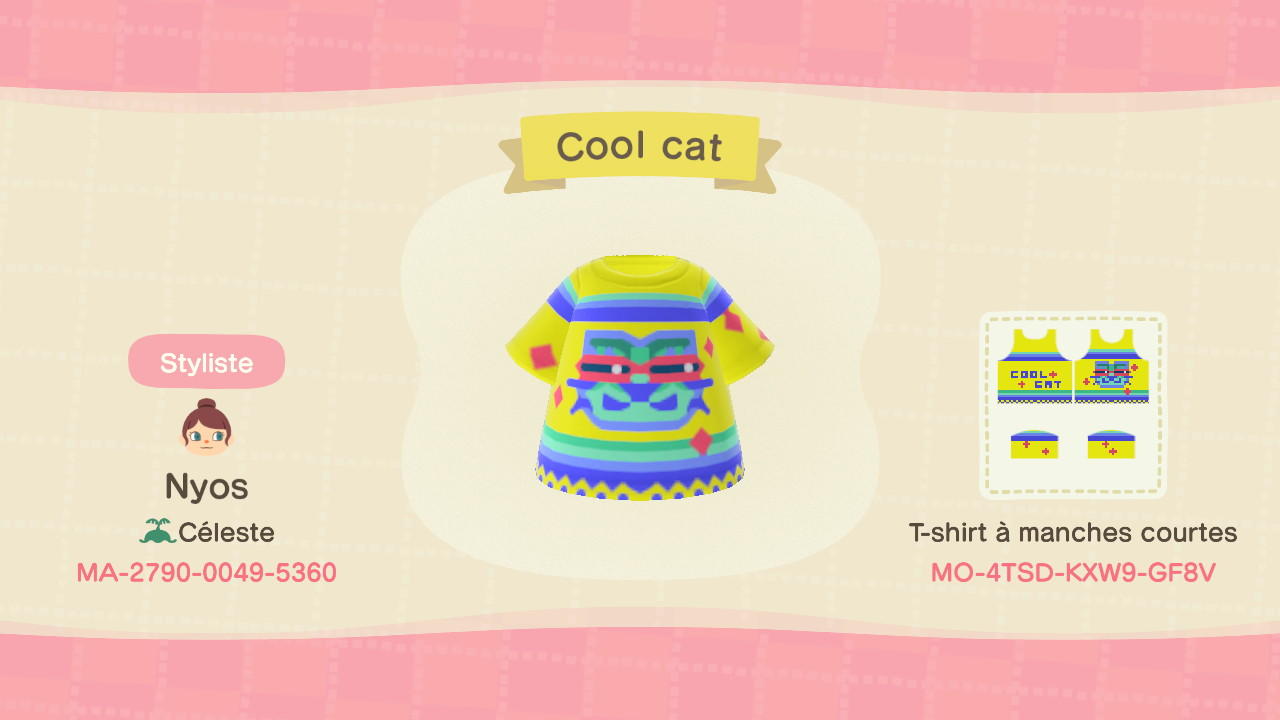 Cool cat
Styliste
Nyos
Céleste
MA-2790-0049-5360
COOL
CAT
T-shirt à manches courtes
MO-4TSD-KXW9-GF8V